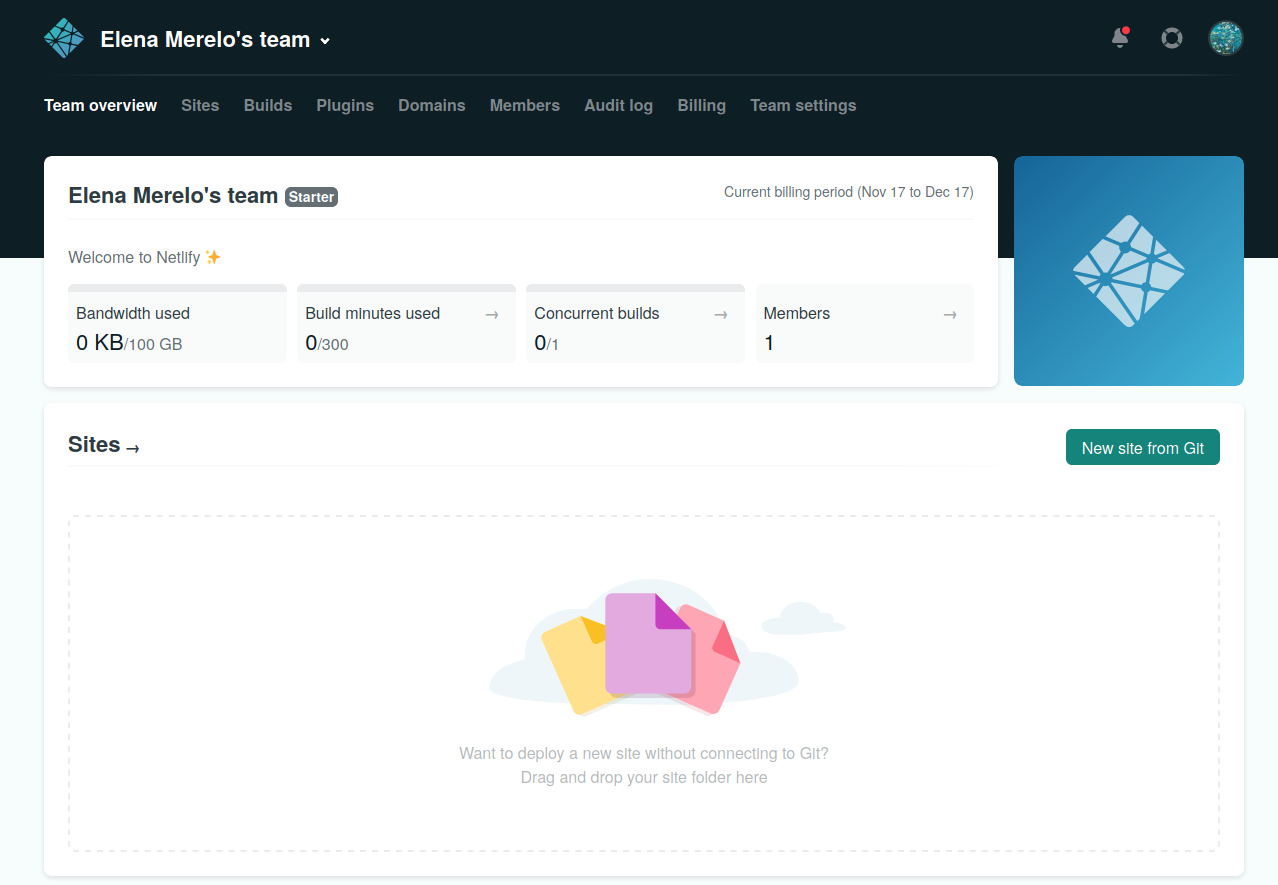 Elena Merelo's team
Team overview Sites Builds Plugins Domains Members Audit log Billing Team settings
Elena Merelo's team Starter
Current billing period (Nov 17 to Dec 17)
Welcome to Netlify ✨
Bandwidth used
0 KB/100 GB
Build minutes used →
0/300
Concurrent builds →
0/1
Members →
1
Sites →
New site from Git
Want to deploy a new site without connecting to Git?
Drag and drop your site folder here